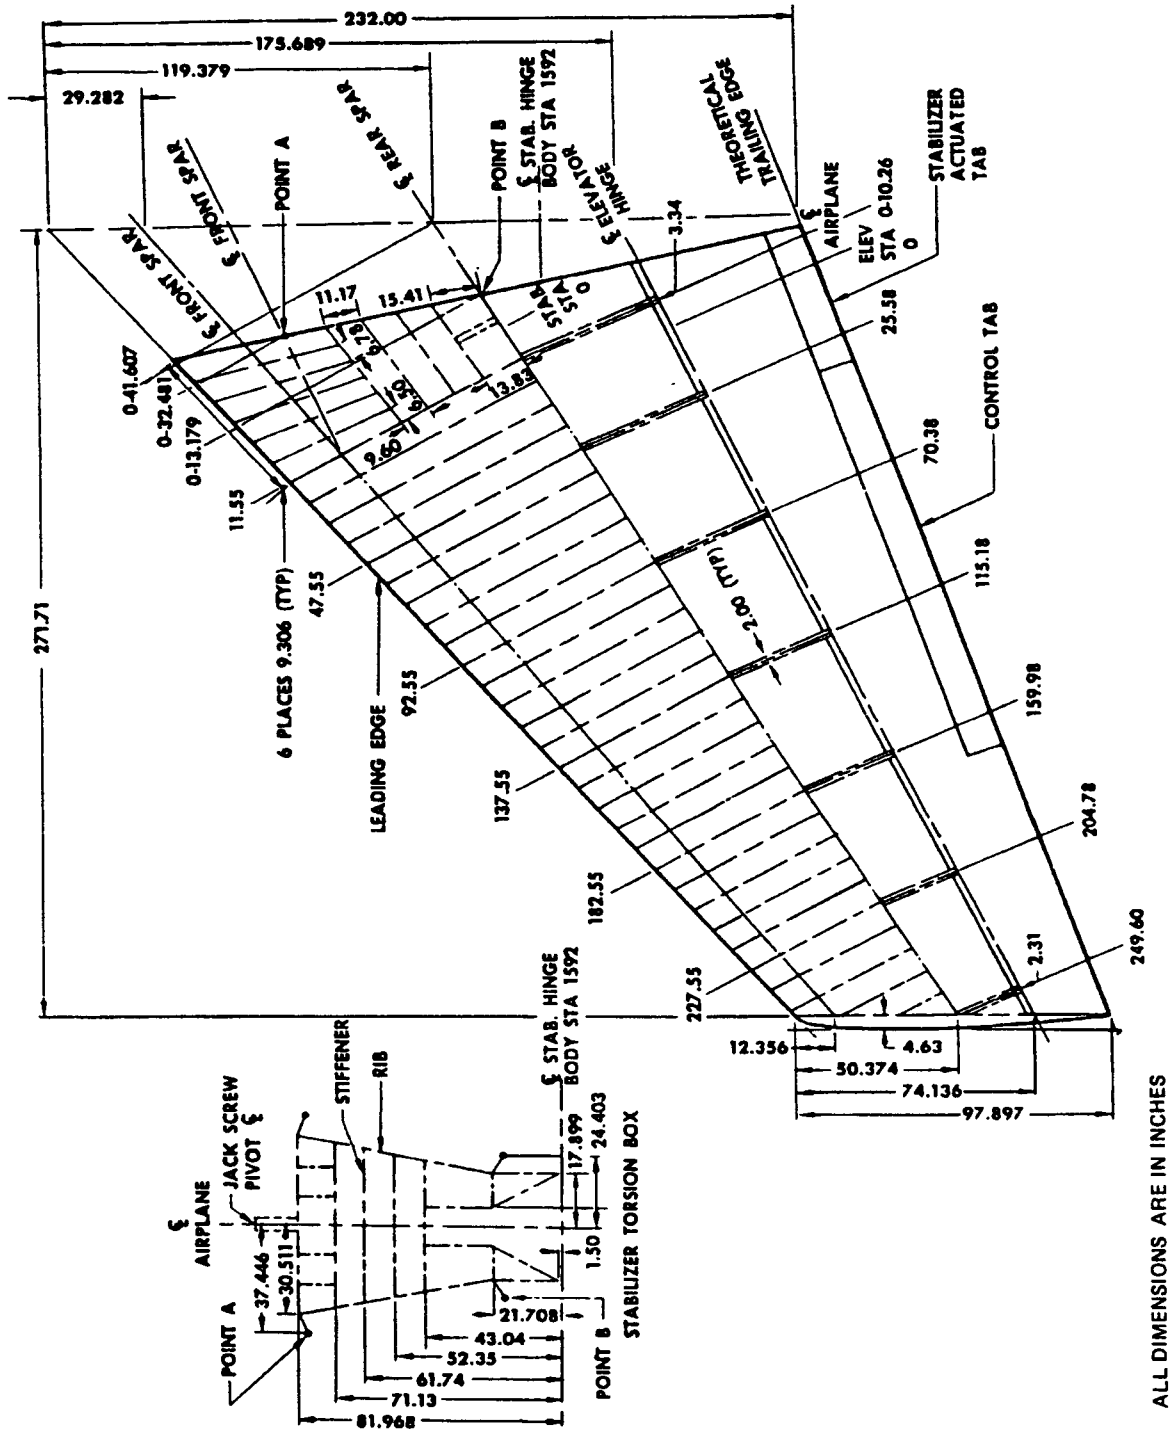 232.00
175.689
119.379
29.282
℄ FRONT SPAR
℄ FRONT SPAR
POINT A
℄ REAR SPAR
POINT B
℄ STAB. HINGE
BODY STA 1592
℄ ELEVATOR
HINGE
THEORETICAL
TRAILING EDGE
STABILIZER
ACTUATED
TAB
℄
AIRPLANE
ELEV
STA 0-10.26
0
3.34
25.58
CONTROL TAB
70.38
115.18
159.98
204.78
249.60
2.31
2.00 (TYP)
11.17
6.78
15.41
STAB.
STA
0
13.83
6.50
9.60
0-41.607
0-32.481
0-13.179
11.55
6 PLACES 9.306 (TYP)
47.55
LEADING EDGE
92.55
137.55
182.55
227.55
271.71
12.356
4.63
50.374
74.136
97.897
℄
AIRPLANE
JACK SCREW
PIVOT ℄
STIFFENER
RIB
℄ STAB. HINGE
BODY STA 1592
POINT A
37.446
30.511
17.899
24.403
1.50
21.708
43.04
52.35
61.74
71.13
81.968
POINT B
STABILIZER TORSION BOX
ALL DIMENSIONS ARE IN INCHES